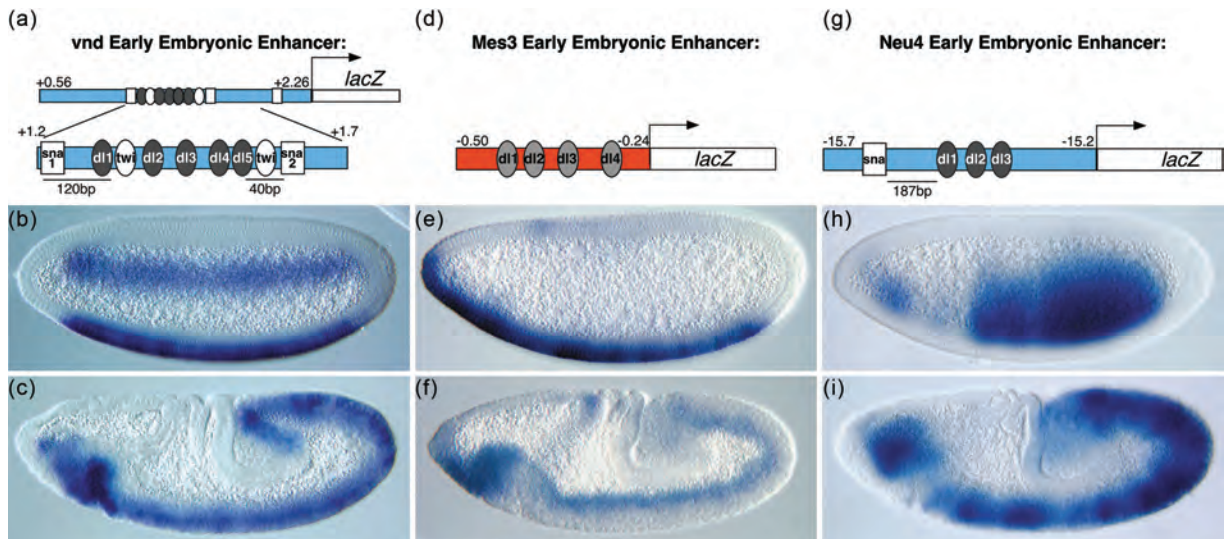 (a)
vnd Early Embryonic Enhancer:
+0.56
+2.26
lacZ
+1.2
+1.7
sna 1
dl1
twi
dl2
dl3
dl4
dl5
twi
sna 2
120bp
40bp
(b)
(c)
(d)
Mes3 Early Embryonic Enhancer:
-0.50
-0.24
dl1
dl2
dl3
dl4
lacZ
(e)
(f)
(g)
Neu4 Early Embryonic Enhancer:
-15.7
-15.2
sna
dl1
dl2
dl3
lacZ
187bp
(h)
(i)